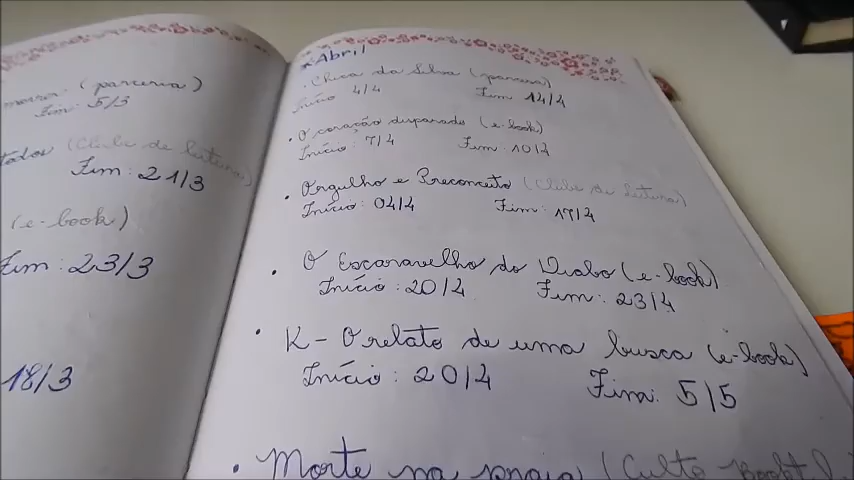 (parceria)
Fim: 5/3
(Clube de leitura)
Fim: 21/3
(e-book)
Fim: 23/3
18/3
*Abril
• Chica da Silva (parceria)
Início 4/4 Fim: 14/4
• O coração disparado (e-book)
Início: 7/4 Fim: 10/4
• Orgulho e Preconceito (Clube de leitura)
Início: 04/4 Fim: 17/4
• O Escaravelho do Diabo (e-book)
Início: 20/4 Fim: 23/4
• K - O relato de uma busca (e-book)
Início: 20/4 Fim: 5/5
• Morte na praia (Culto Booktu